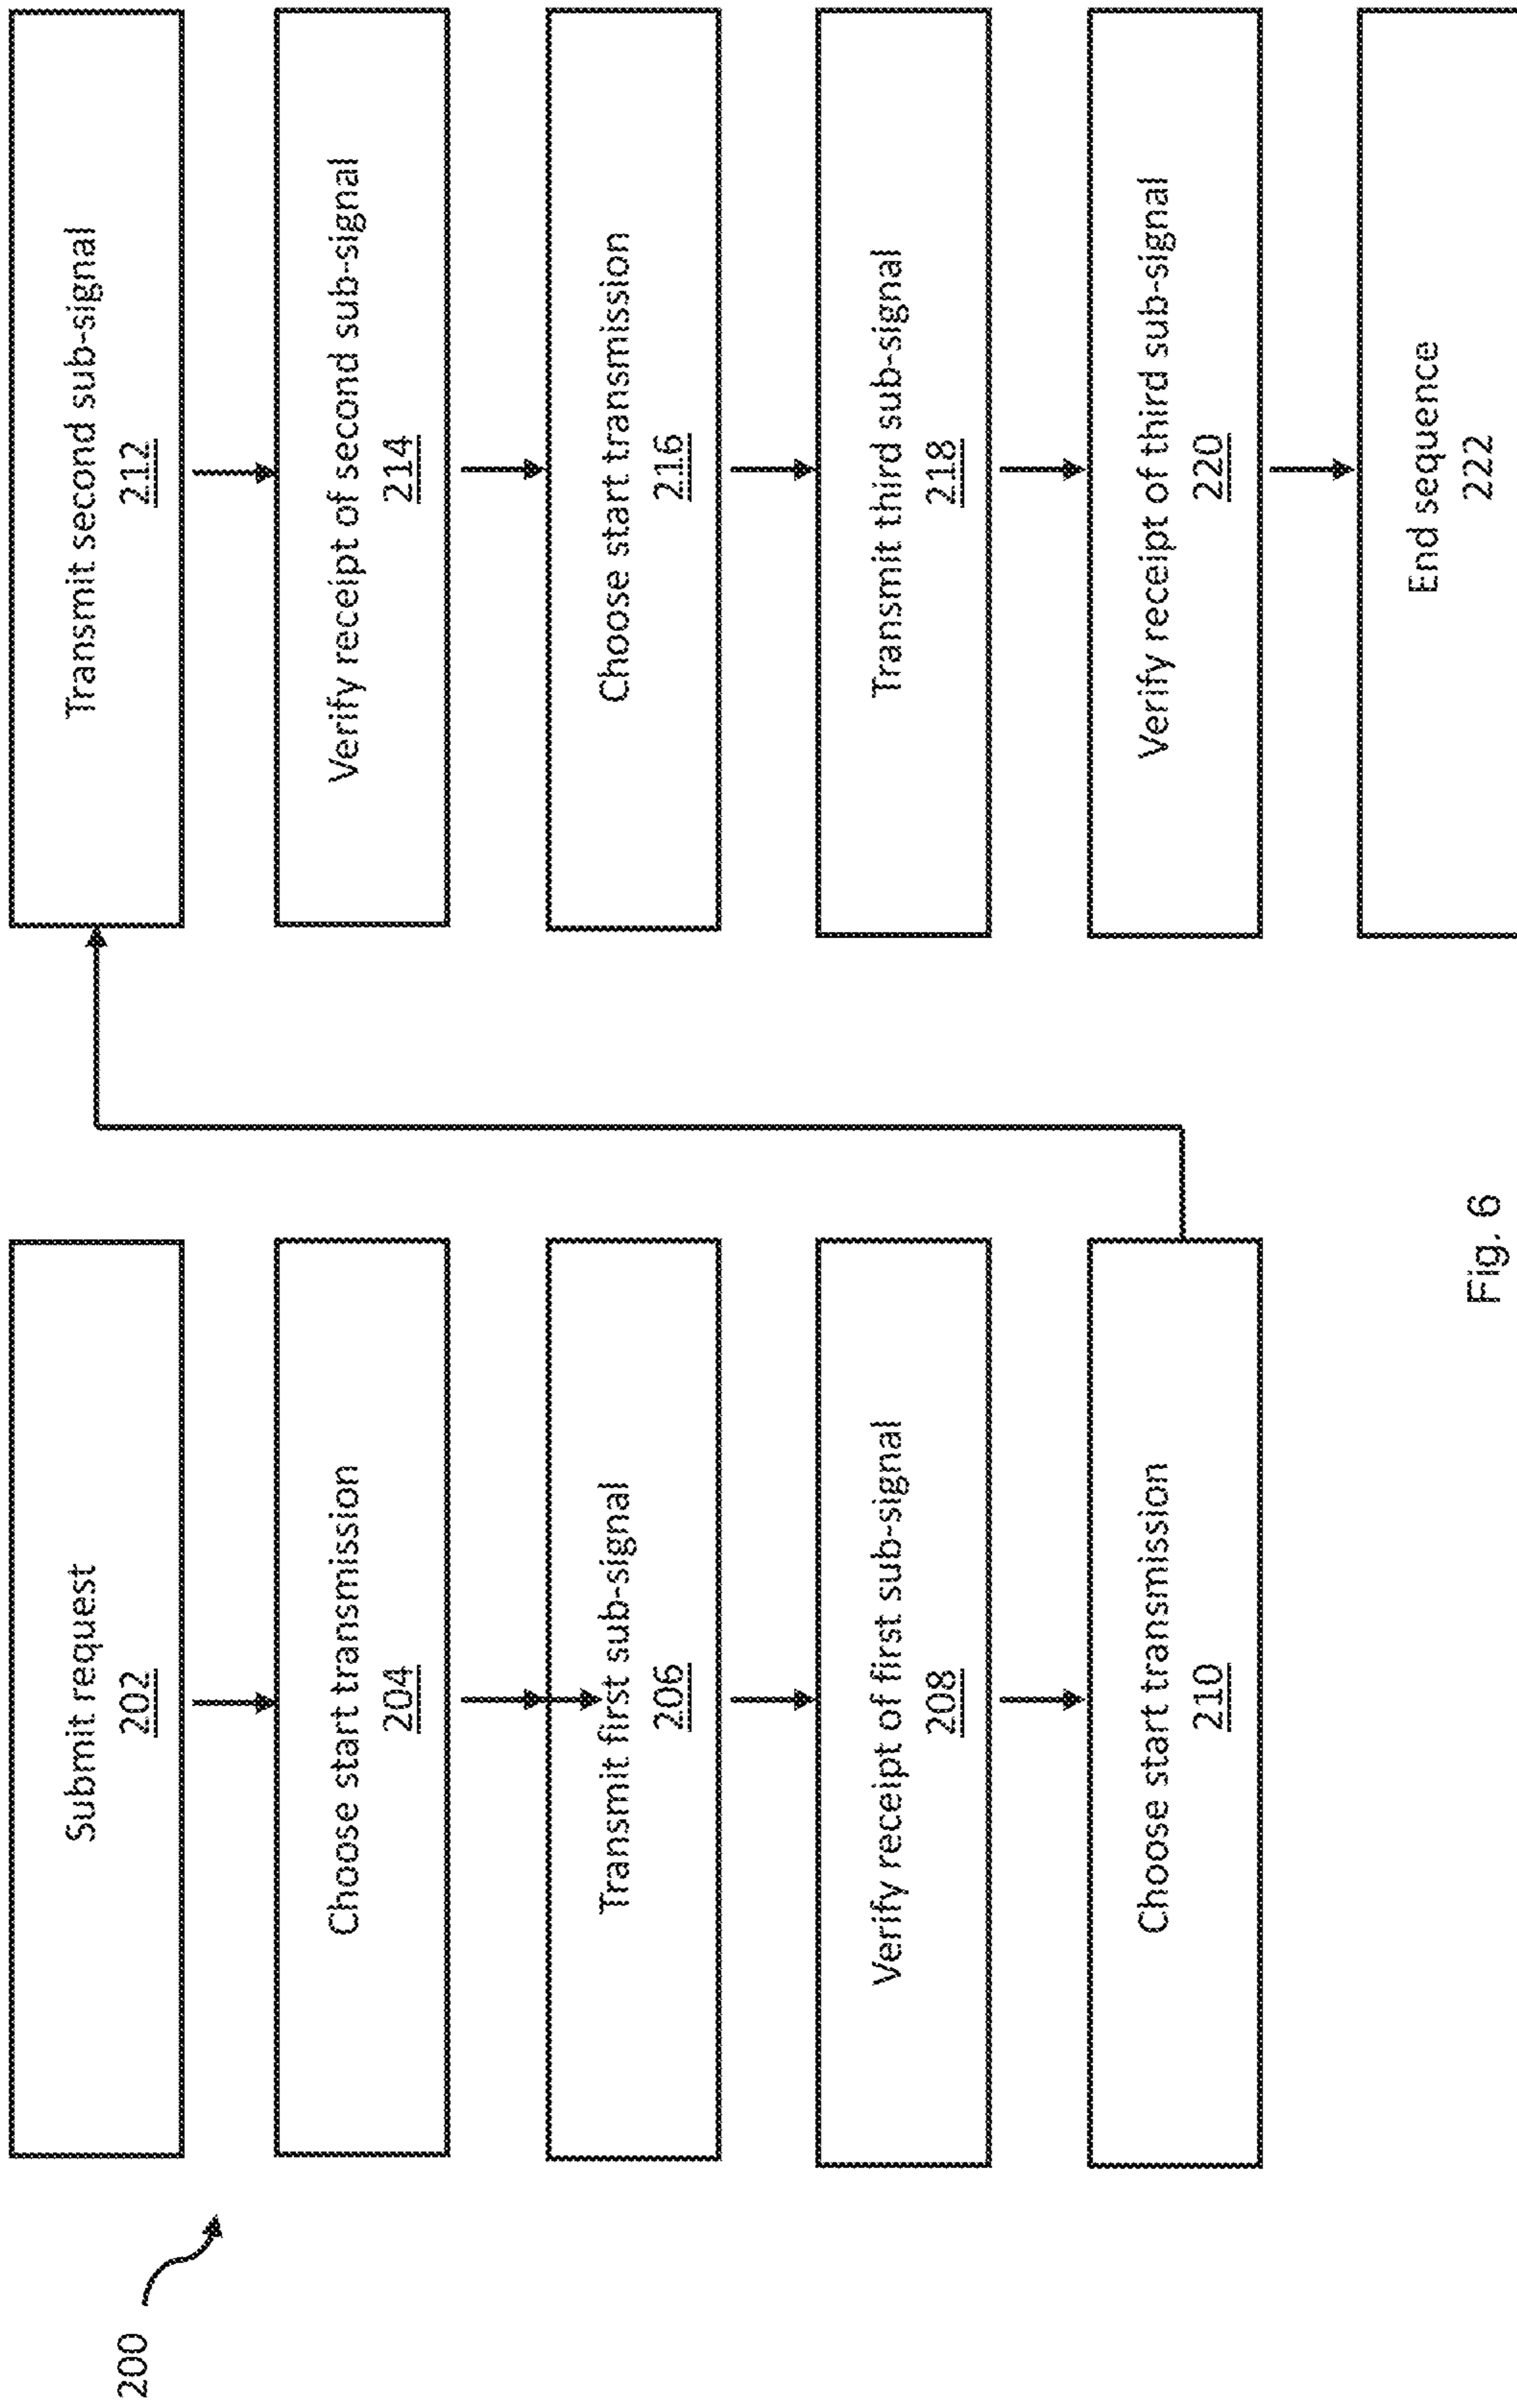 200
Submit request
202
Choose start transmission
204
Transmit first sub-signal
206
Verify receipt of first sub-signal
208
Choose start transmission
210
Transmit second sub-signal
212
Verify receipt of second sub-signal
214
Choose start transmission
216
Transmit third sub-signal
218
Verify receipt of third sub-signal
220
End sequence
222
Fig. 6